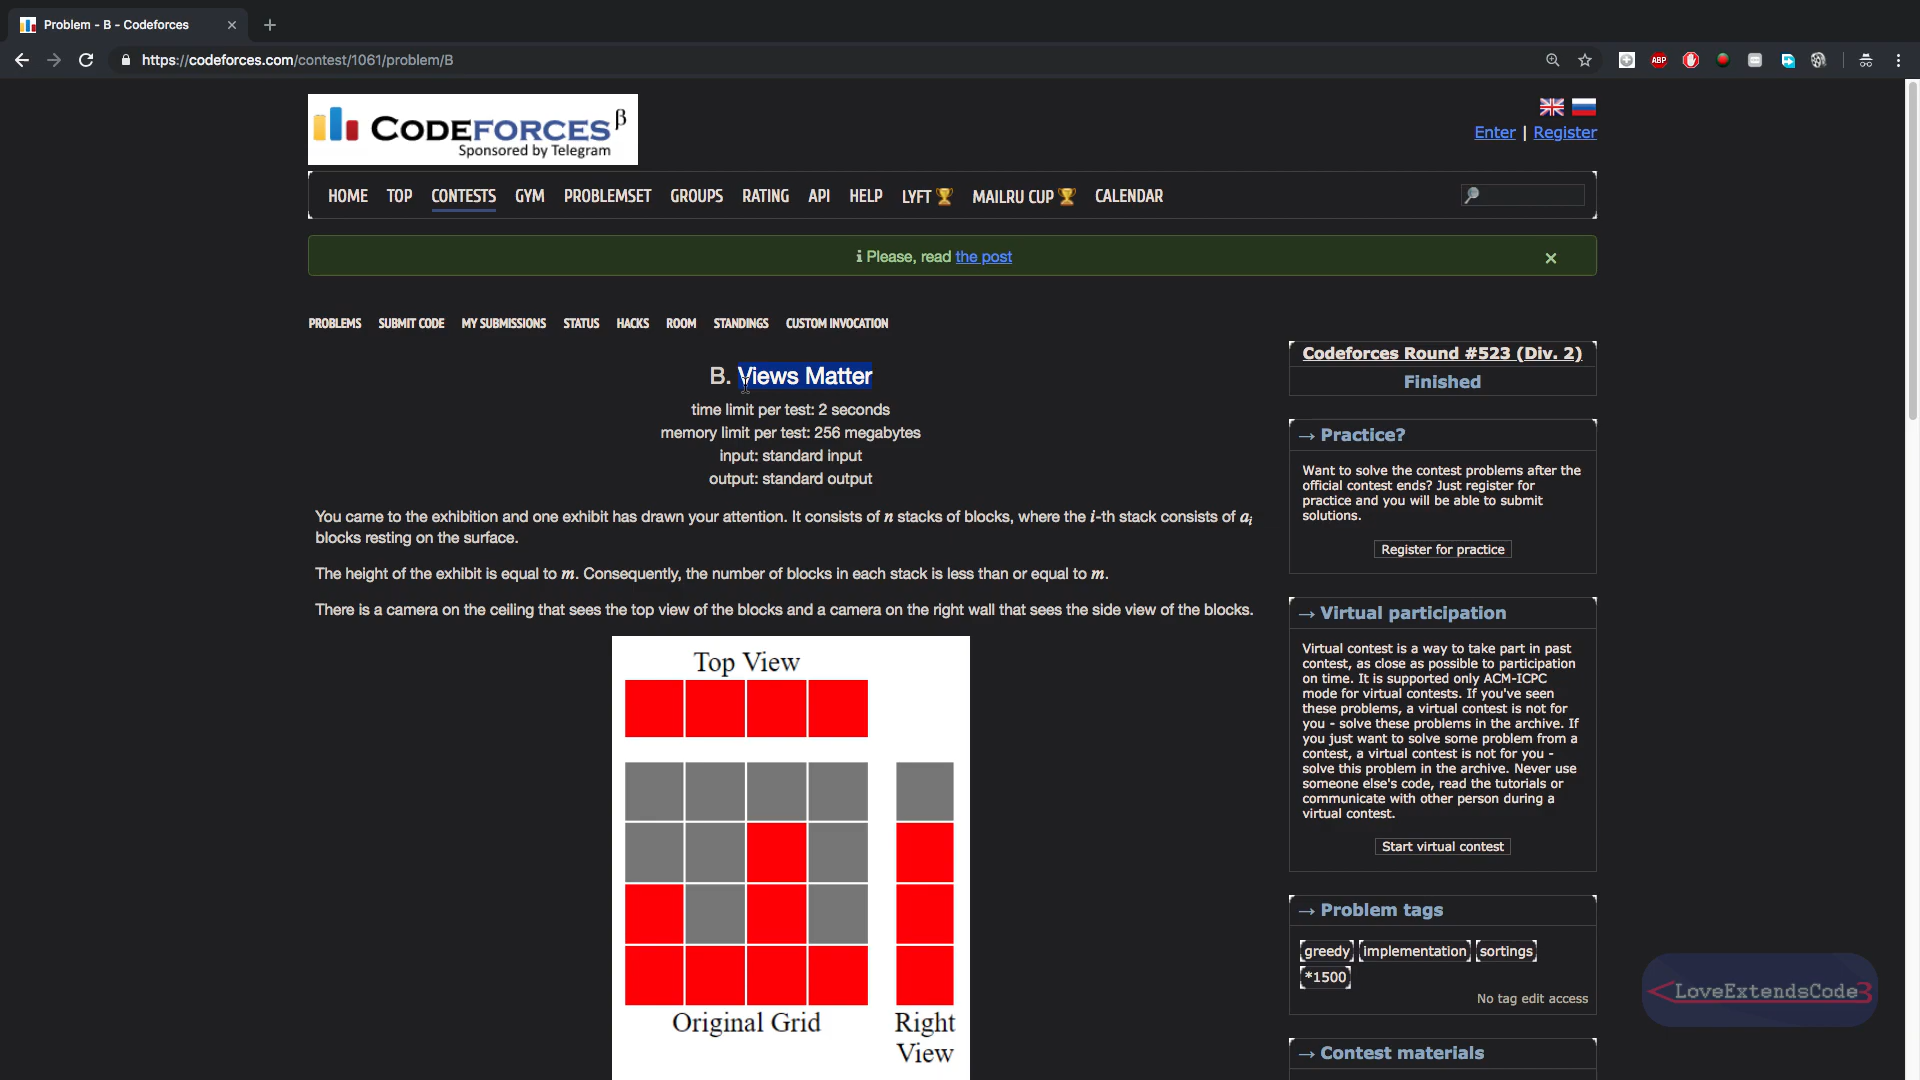 Problem - B - Codeforces
https://codeforces.com/contest/1061/problem/B
ABP
CODEFORCES β
Sponsored by Telegram
Enter | Register
HOME TOP CONTESTS GYM PROBLEMSET GROUPS RATING API HELP LYFT MAILRU CUP CALENDAR
Please, read the post
PROBLEMS SUBMIT CODE MY SUBMISSIONS STATUS HACKS ROOM STANDINGS CUSTOM INVOCATION
B. Views Matter
time limit per test: 2 seconds
memory limit per test: 256 megabytes
input: standard input
output: standard output
You came to the exhibition and one exhibit has drawn your attention. It consists of n stacks of blocks, where the i-th stack consists of ai
blocks resting on the surface.
The height of the exhibit is equal to m. Consequently, the number of blocks in each stack is less than or equal to m.
There is a camera on the ceiling that sees the top view of the blocks and a camera on the right wall that sees the side view of the blocks.
Top View
Original Grid
Right
View
Codeforces Round #523 (Div. 2)
Finished
→ Practice?
Want to solve the contest problems after the
official contest ends? Just register for
practice and you will be able to submit
solutions.
Register for practice
→ Virtual participation
Virtual contest is a way to take part in past
contest, as close as possible to participation
on time. It is supported only ACM-ICPC
mode for virtual contests. If you've seen
these problems, a virtual contest is not for
you - solve these problems in the archive. If
you just want to solve some problem from a
contest, a virtual contest is not for you -
solve this problem in the archive. Never use
someone else's code, read the tutorials or
communicate with other person during a
virtual contest.
Start virtual contest
→ Problem tags
greedy implementation sortings
*1500
No tag edit access
<LoveExtendsCode3
→ Contest materials